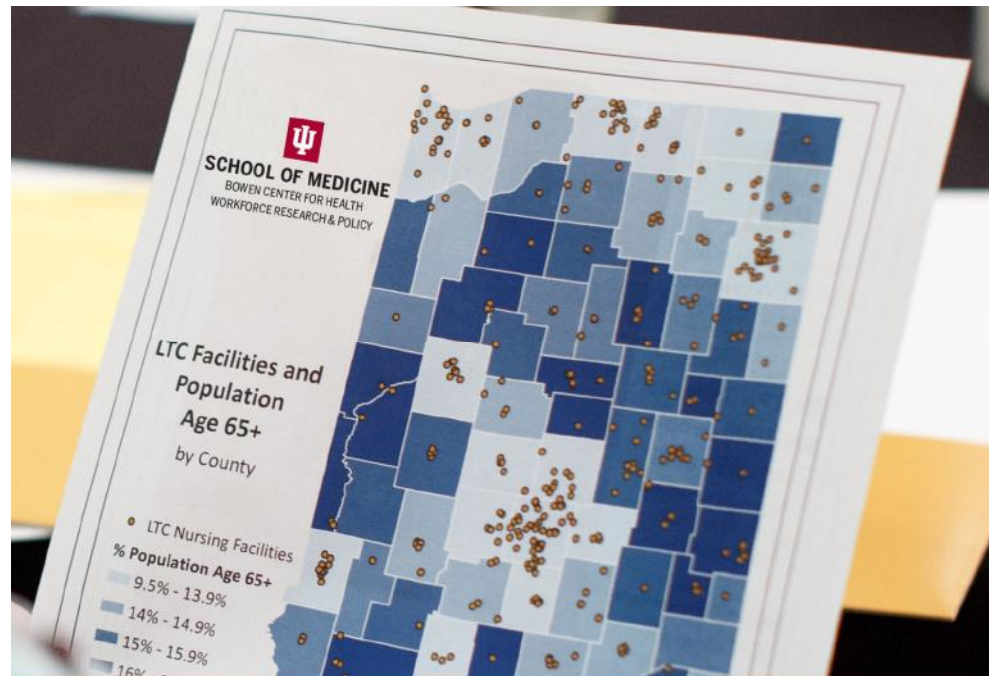 SCHOOL OF MEDICINE
BOWEN CENTER FOR HEALTH
WORKFORCE RESEARCH & POLICY
LTC Facilities and
Population
Age 65+
by County
LTC Nursing Facilities
% Population Age 65+
9.5% - 13.9%
14% - 14.9%
15% - 15.9%
16%